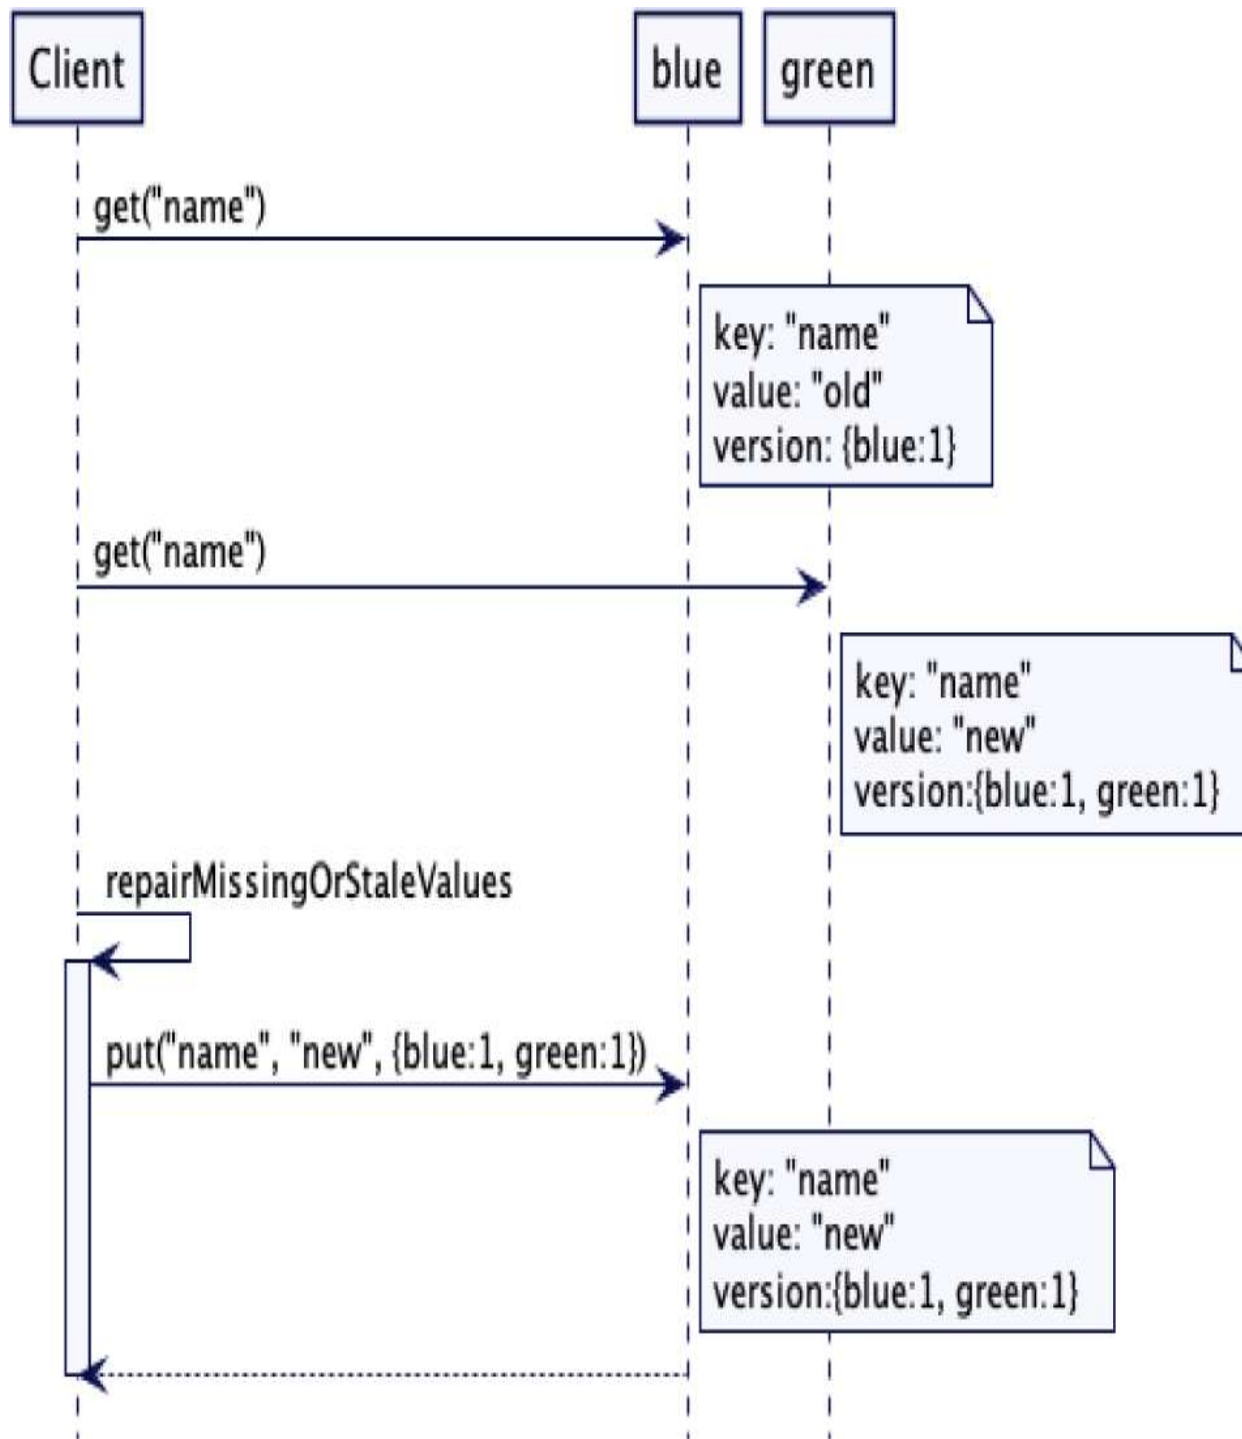 Client
blue
green
get("name")
key: "name"
value: "old"
version: {blue:1}
get("name")
key: "name"
value: "new"
version:{blue:1, green:1}
repairMissingOrStaleValues
put("name", "new", {blue:1, green:1})
key: "name"
value: "new"
version:{blue:1, green:1}